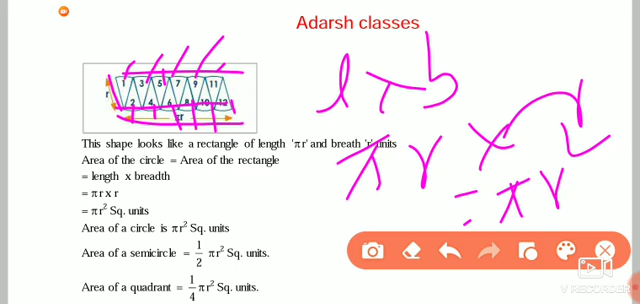 Adarsh classes
1 3 5 7 9 11
r
2 4 6 8 10 12
πr
l b
π r × r
= π r
This shape looks like a rectangle of length 'πr' and breath 'r' units
Area of the circle = Area of the rectangle
= length x breadth
= πr x r
= πr² Sq. units
Area of a circle is πr² Sq. units
Area of a semicircle = 1/2 πr² Sq. units.
Area of a quadrant = 1/4 πr² Sq. units.
V RECORDER